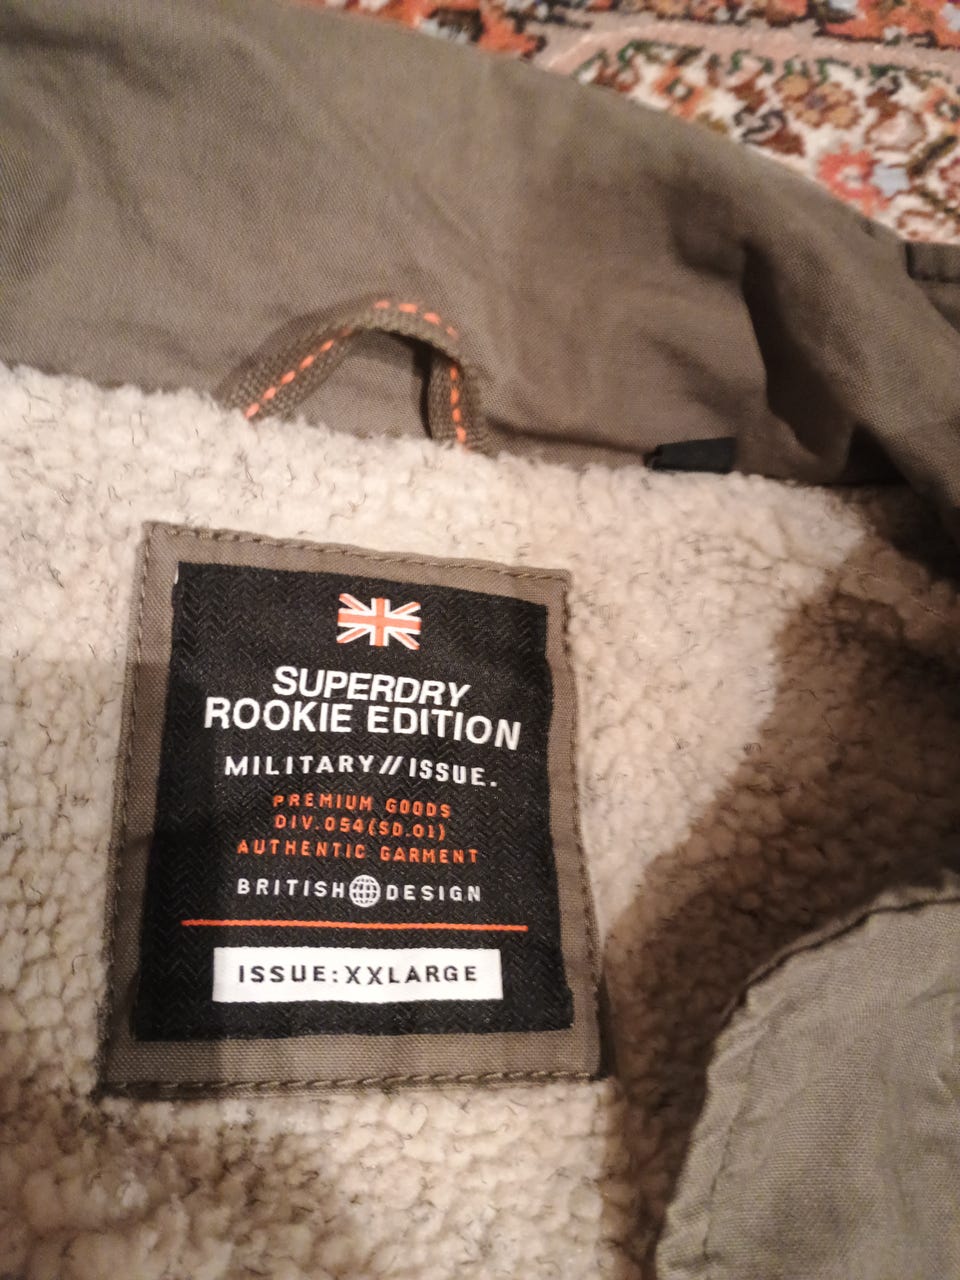 SUPERDRY
ROOKIE EDITION
MILITARY//ISSUE.
PREMIUM GOODS
DIV.054(SD.01)
AUTHENTIC GARMENT
BRITISH DESIGN
ISSUE:XXLARGE